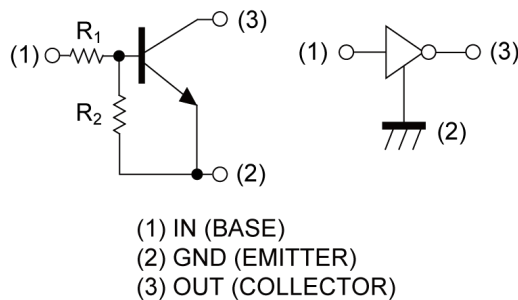 (3)
R1
(1)
R2
(2)
(1)
(3)
(2)
(1) IN (BASE)
(2) GND (EMITTER)
(3) OUT (COLLECTOR)